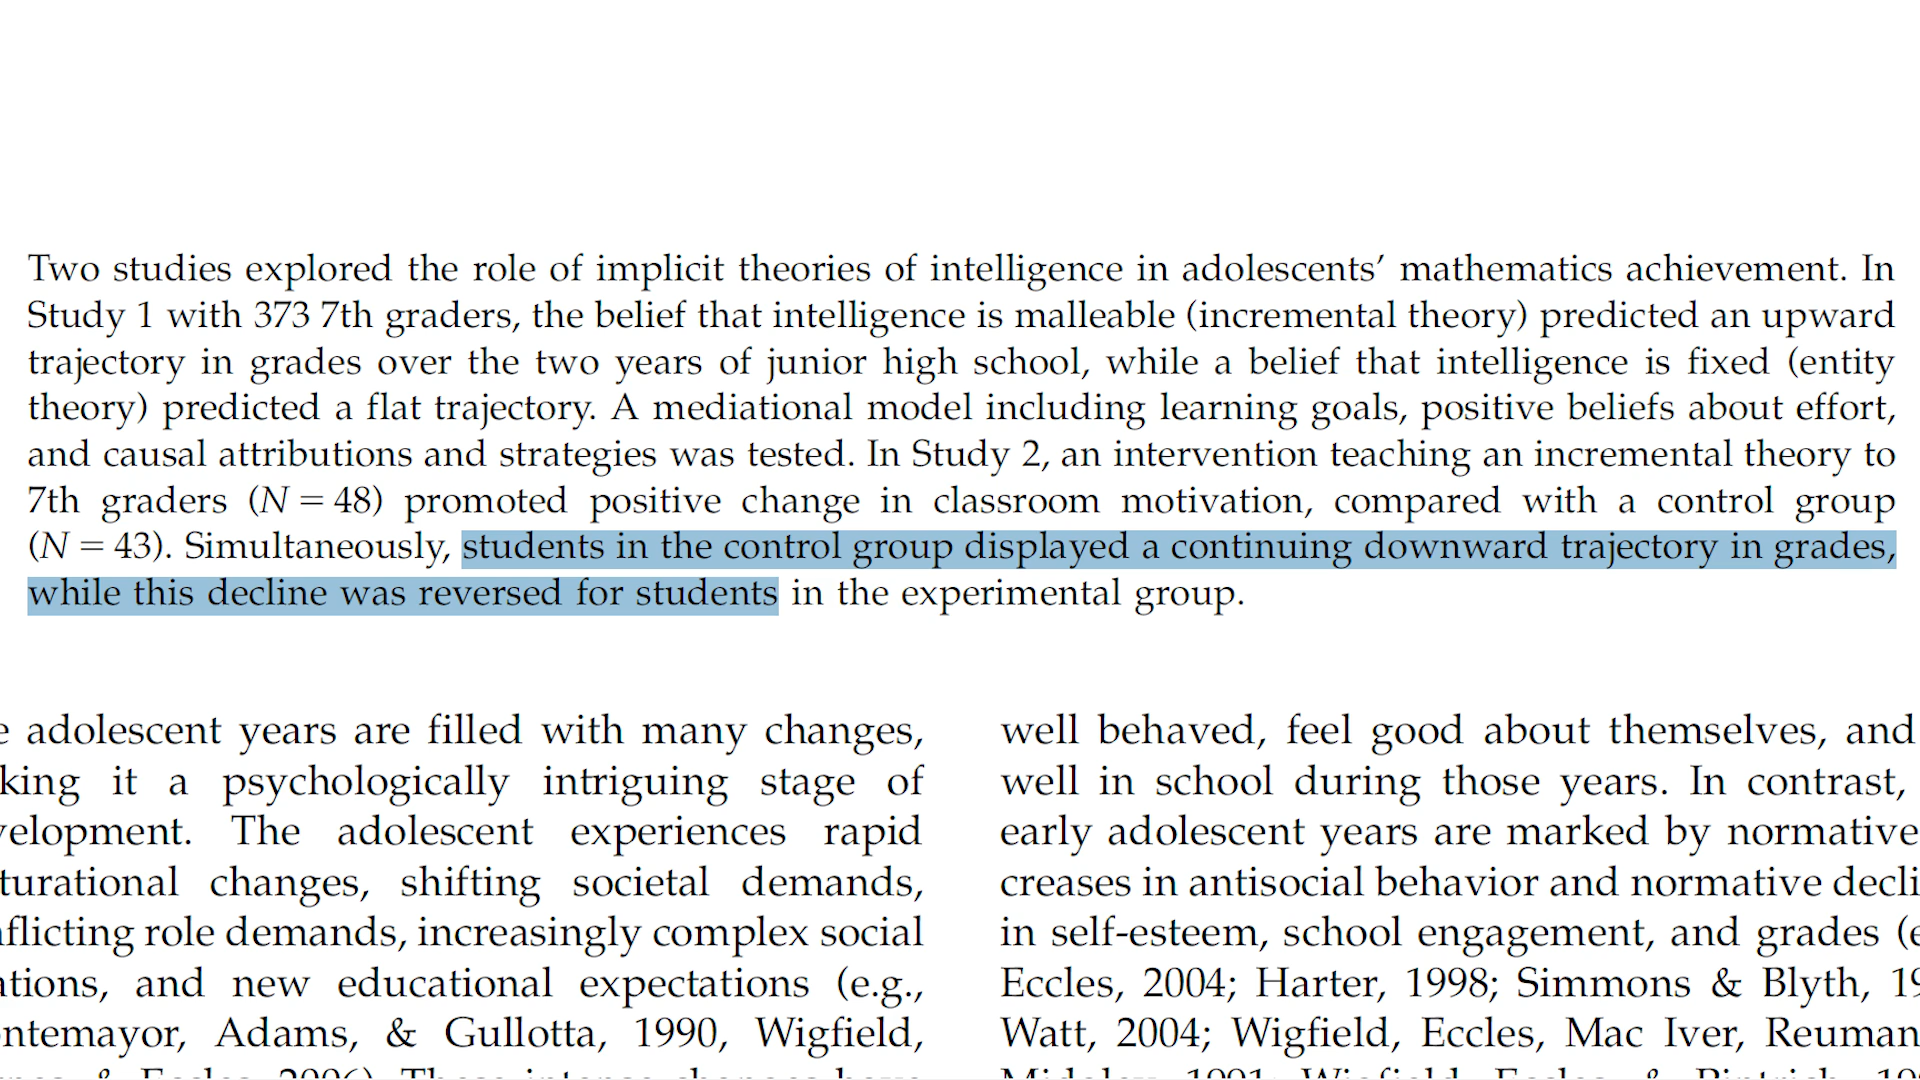 Two studies explored the role of implicit theories of intelligence in adolescents’ mathematics achievement. In
Study 1 with 373 7th graders, the belief that intelligence is malleable (incremental theory) predicted an upward
trajectory in grades over the two years of junior high school, while a belief that intelligence is fixed (entity
theory) predicted a flat trajectory. A mediational model including learning goals, positive beliefs about effort,
and causal attributions and strategies was tested. In Study 2, an intervention teaching an incremental theory to
7th graders (N = 48) promoted positive change in classroom motivation, compared with a control group
(N = 43). Simultaneously, students in the control group displayed a continuing downward trajectory in grades,
while this decline was reversed for students in the experimental group.
e adolescent years are filled with many changes,
king it a psychologically intriguing stage of
velopment. The adolescent experiences rapid
turational changes, shifting societal demands,
nflicting role demands, increasingly complex social
ations, and new educational expectations (e.g.,
ntemayor, Adams, & Gullotta, 1990, Wigfield,
well behaved, feel good about themselves, and
well in school during those years. In contrast,
early adolescent years are marked by normative
creases in antisocial behavior and normative decli
in self-esteem, school engagement, and grades (e
Eccles, 2004; Harter, 1998; Simmons & Blyth, 19
Watt, 2004; Wigfield, Eccles, Mac Iver, Reuman